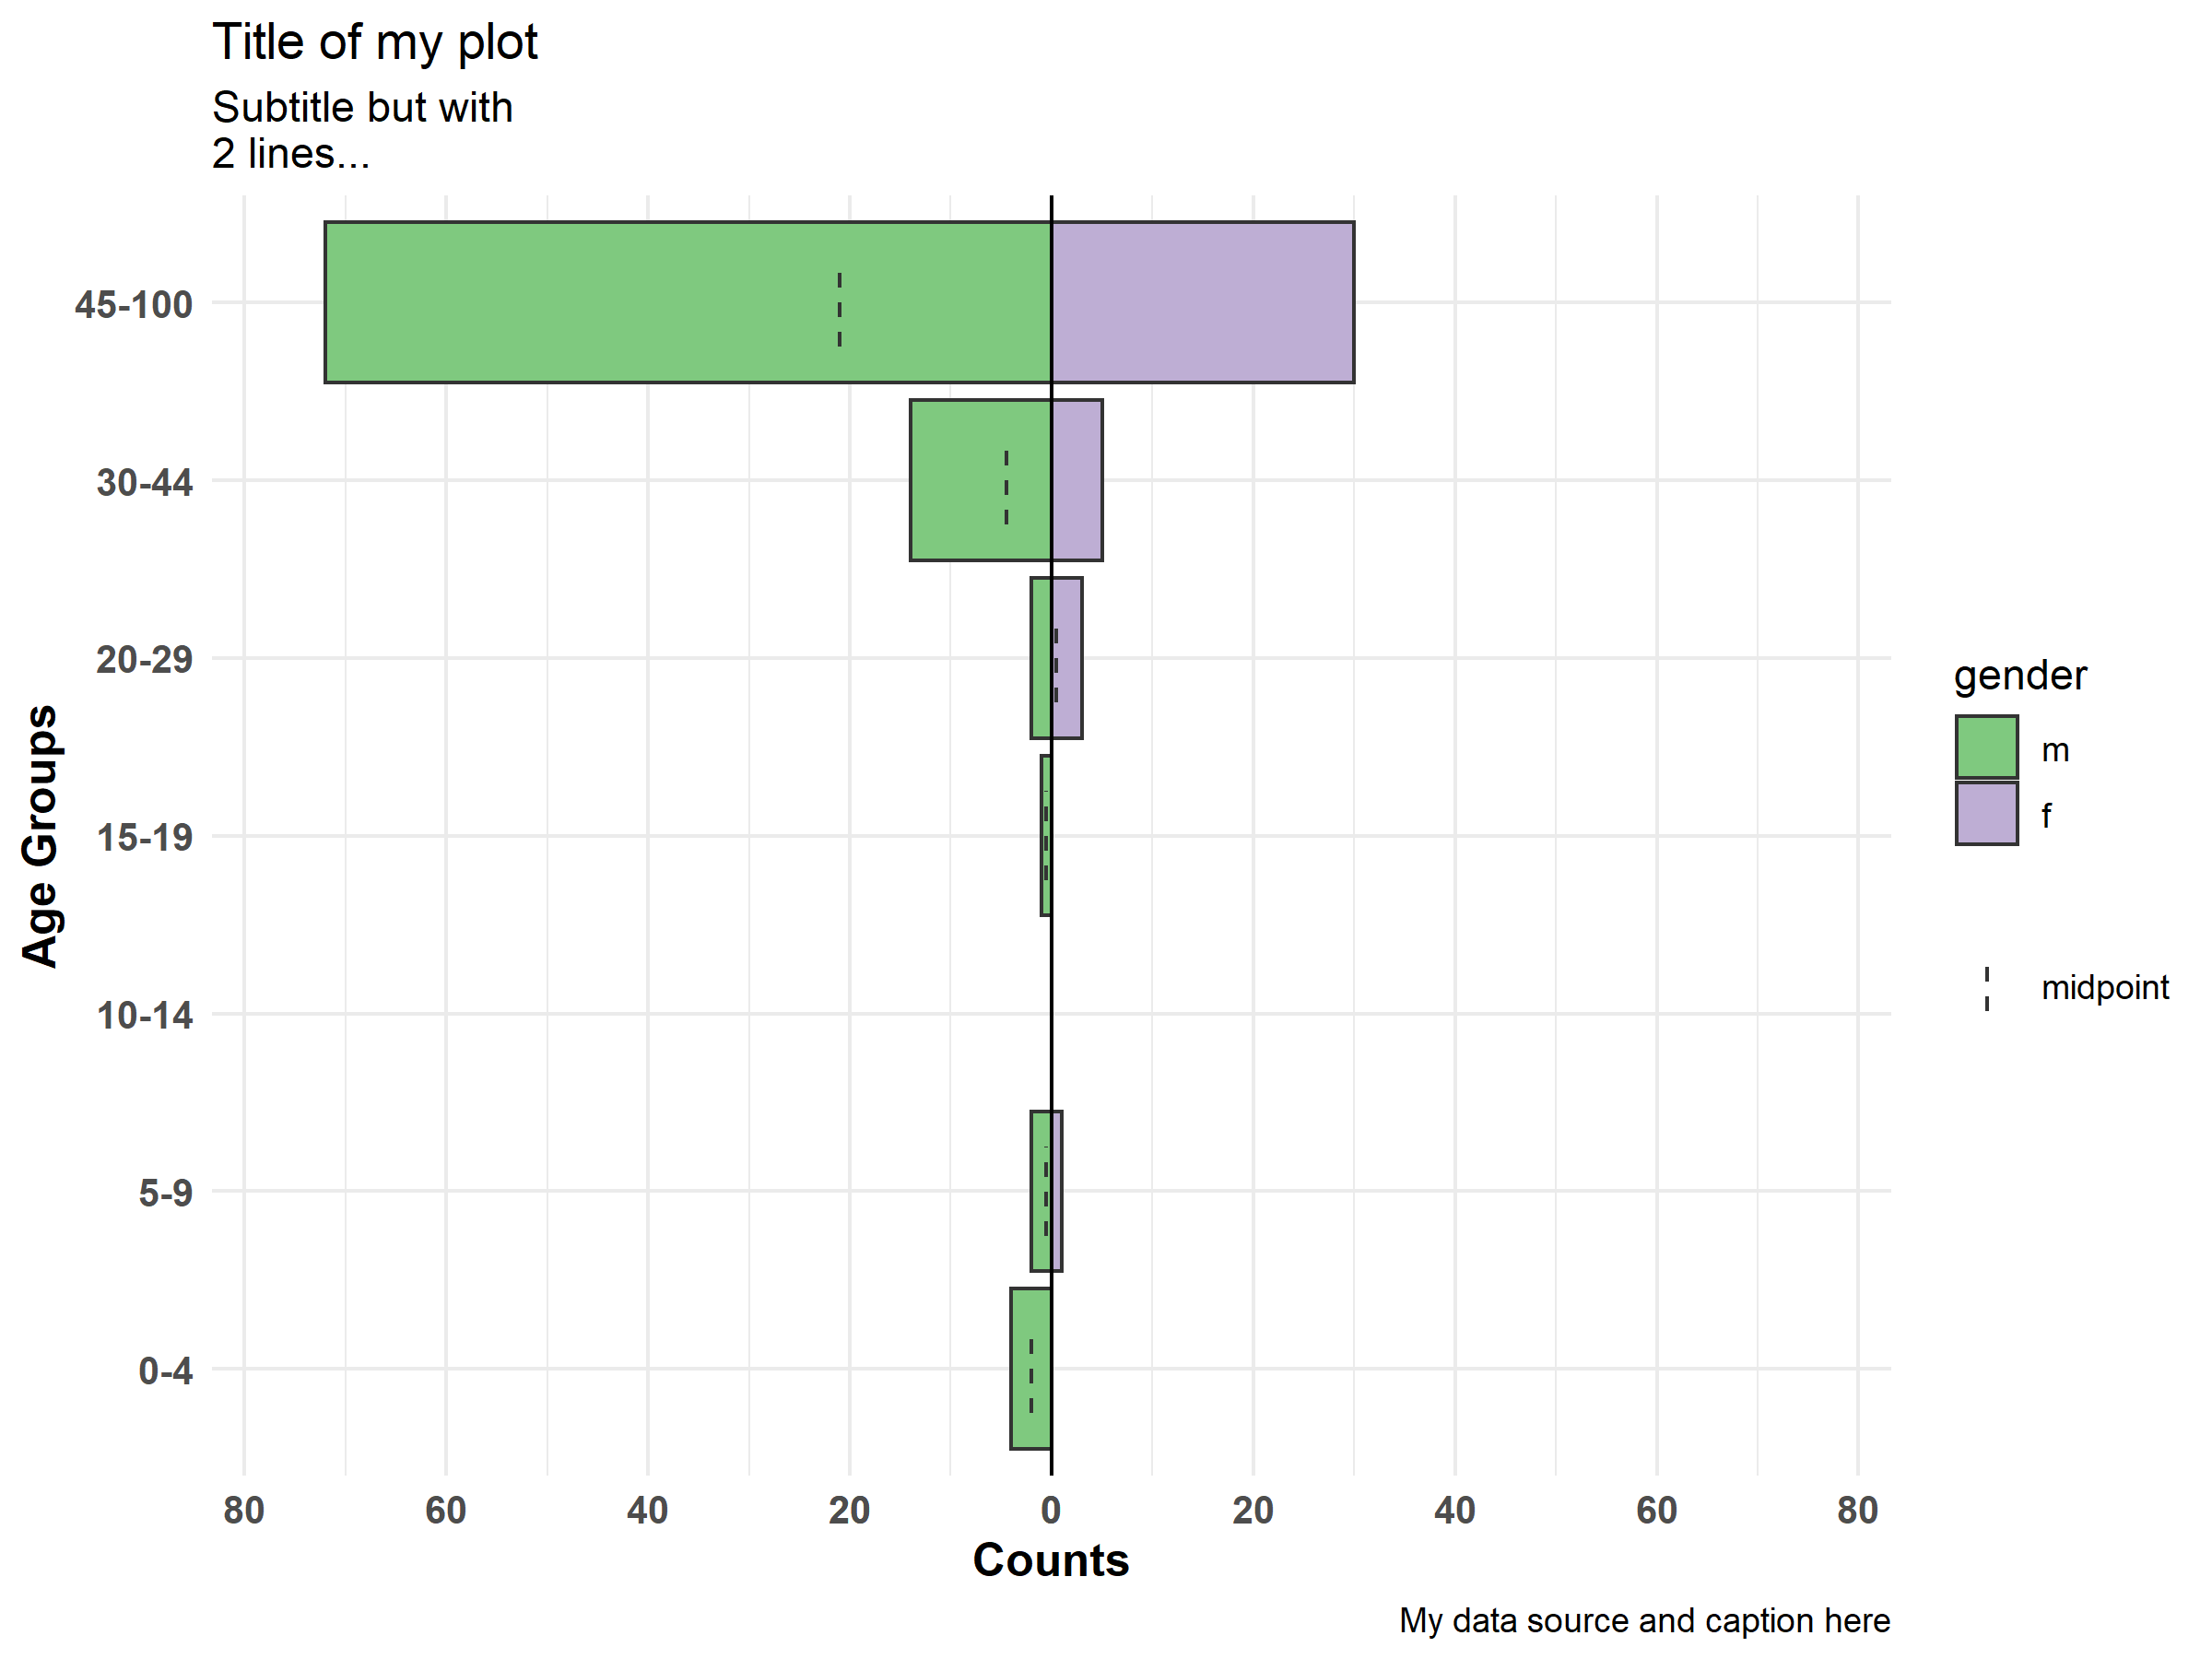 Title of my plot
Subtitle but with
2 lines...
45-100
30-44
20-29
15-19
10-14
5-9
0-4
Age Groups
80 60 40 20 0 20 40 60 80
Counts
gender
m
f
midpoint
My data source and caption here